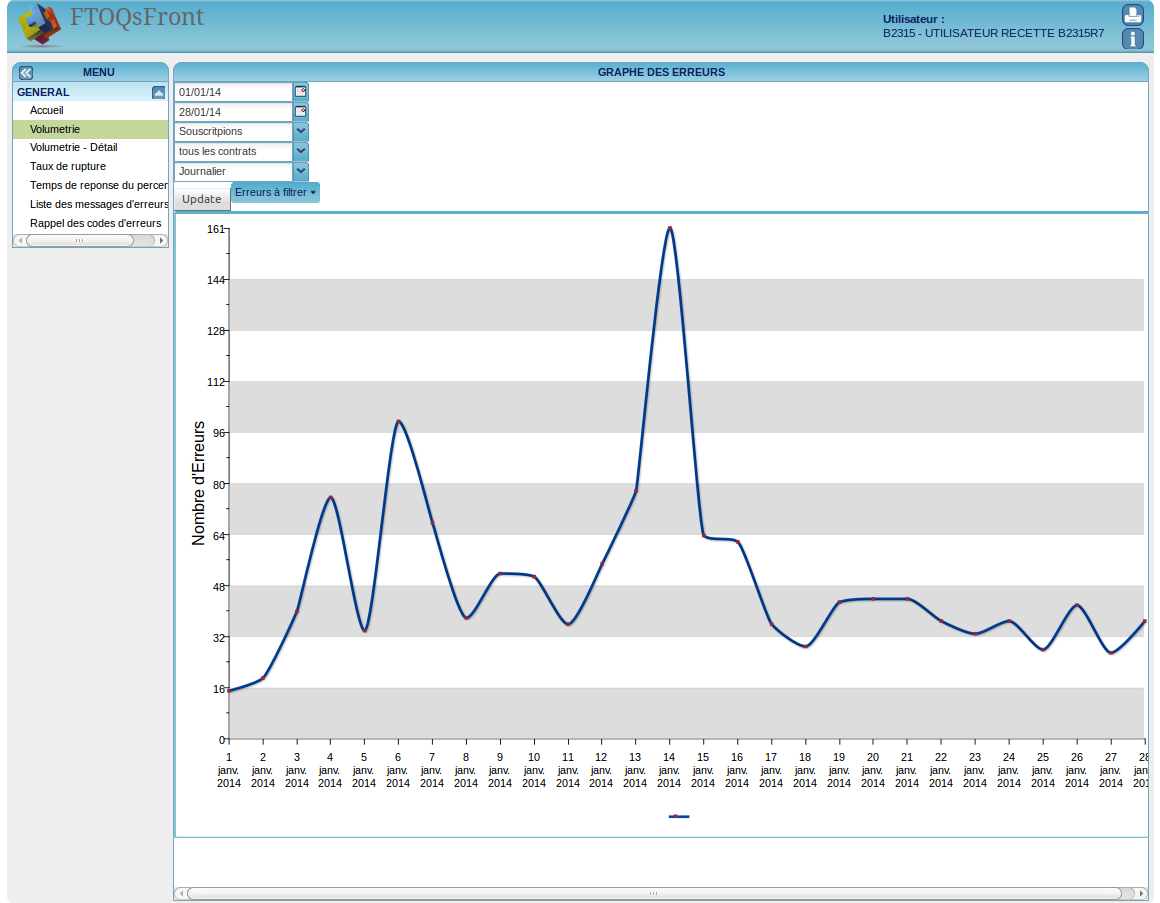 FTOQsFront
Utilisateur :
B2315 - UTILISATEUR RECETTE B2315R7
MENU
GENERAL
Accueil
Volumetrie
Volumetrie - Détail
Taux de rupture
Temps de reponse du percen
Liste des messages d'erreurs
Rappel des codes d'erreurs
GRAPHE DES ERREURS
01/01/14
28/01/14
Souscritpions
tous les contrats
Journalier
Update
Erreurs à filtrer
Nombre d'Erreurs
161
144
128
112
96
80
64
48
32
16
0
1 2 3 4 5 6 7 8 9 10 11 12 13 14 15 16 17 18 19 20 21 22 23 24 25 26 27 28
janv. janv. janv. janv. janv. janv. janv. janv. janv. janv. janv. janv. janv. janv. janv. janv. janv. janv. janv. janv. janv. janv. janv. janv. janv. janv. janv. jan
2014 2014 2014 2014 2014 2014 2014 2014 2014 2014 2014 2014 2014 2014 2014 2014 2014 2014 2014 2014 2014 2014 2014 2014 2014 2014 2014 201